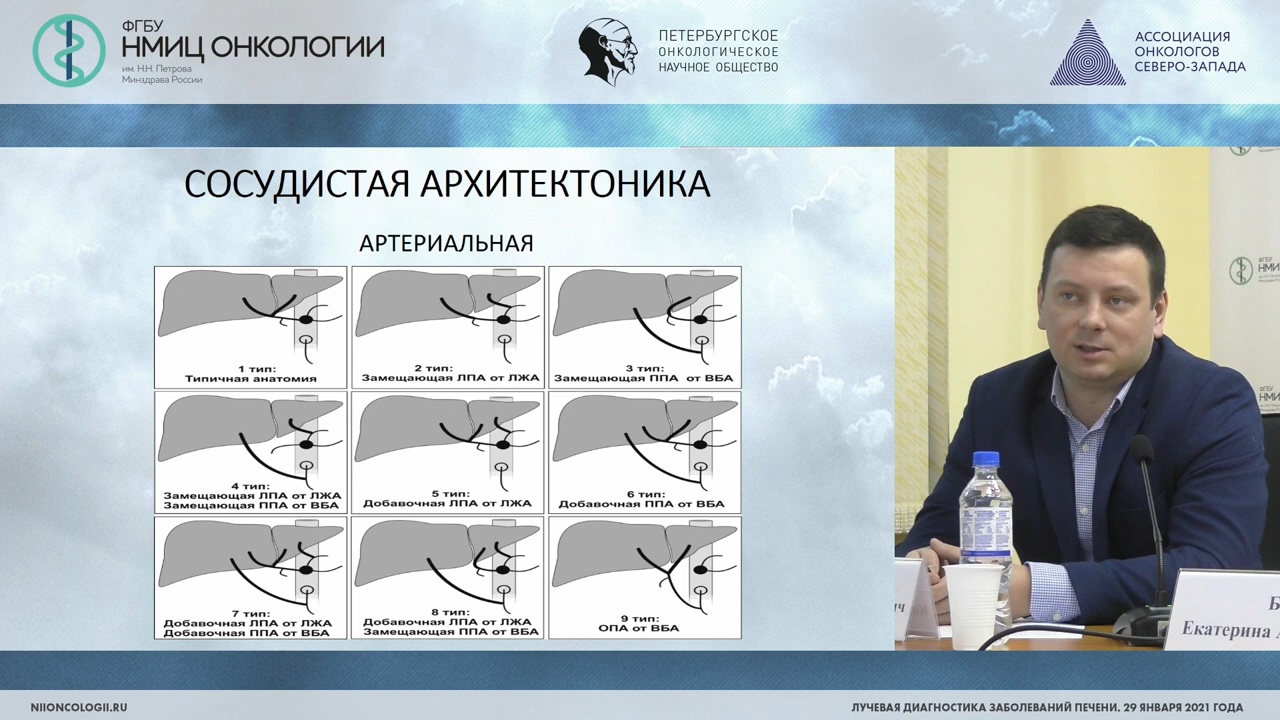 ФГБУ
НМИЦ ОНКОЛОГИИ
им. Н.Н. Петрова
Минздрава России
ПЕТЕРБУРГСКОЕ
ОНКОЛОГИЧЕСКОЕ
НАУЧНОЕ ОБЩЕСТВО
АССОЦИАЦИЯ
ОНКОЛОГОВ
СЕВЕРО-ЗАПАДА
СОСУДИСТАЯ АРХИТЕКТОНИКА
АРТЕРИАЛЬНАЯ
1 тип:
Типичная анатомия
2 тип:
Замещающая ЛПА от ЛЖА
3 тип:
Замещающая ППА от ВБА
4 тип:
Замещающая ЛПА от ЛЖА
Замещающая ППА от ВБА
5 тип:
Добавочная ЛПА от ЛЖА
6 тип:
Добавочная ППА от ВБА
7 тип:
Добавочная ЛПА от ЛЖА
Добавочная ППА от ВБА
8 тип:
Добавочная ЛПА от ЛЖА
Замещающая ППА от ВБА
9 тип:
ОПА от ВБА
Екатерина
NIIONCOLOGII.RU
ЛУЧЕВАЯ ДИАГНОСТИКА ЗАБОЛЕВАНИЙ ПЕЧЕНИ. 29 ЯНВАРЯ 2021 ГОДА